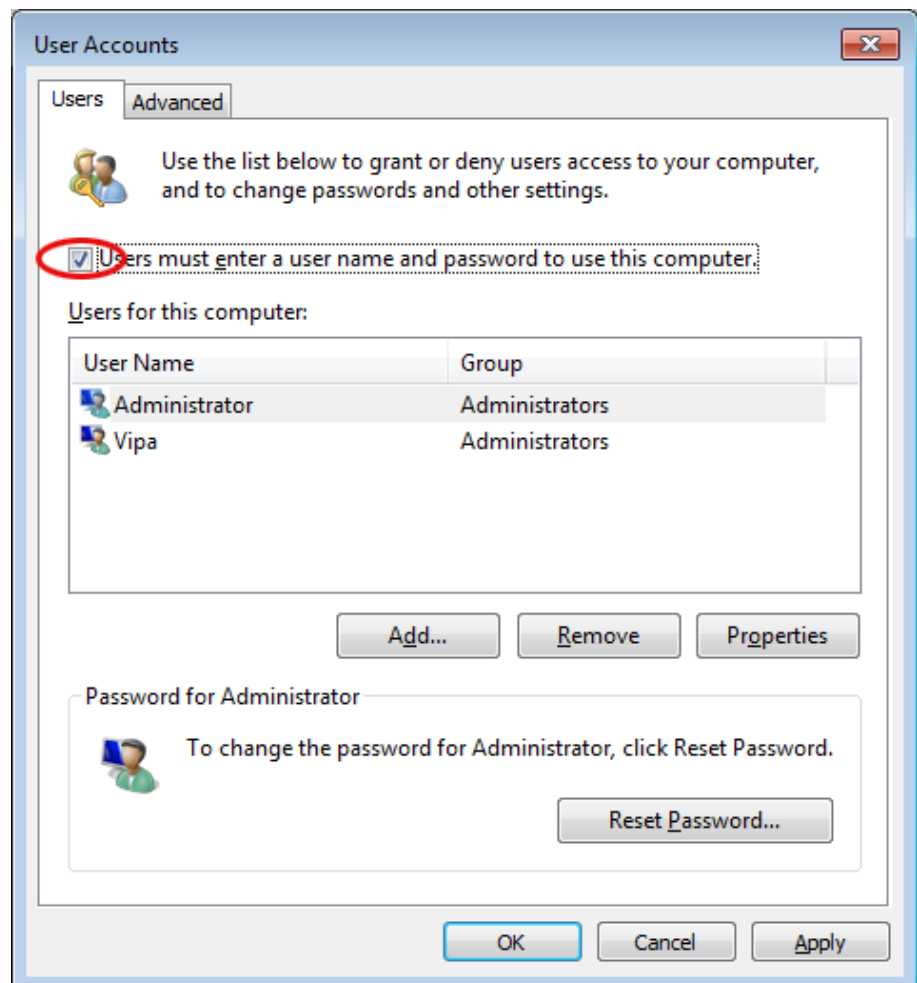 User Accounts
Users
Advanced
Use the list below to grant or deny users access to your computer,
and to change passwords and other settings.
Users must enter a user name and password to use this computer.
Users for this computer:
User Name Group
Administrator Administrators
Vipa Administrators
Add... Remove Properties
Password for Administrator
To change the password for Administrator, click Reset Password.
Reset Password...
OK Cancel Apply